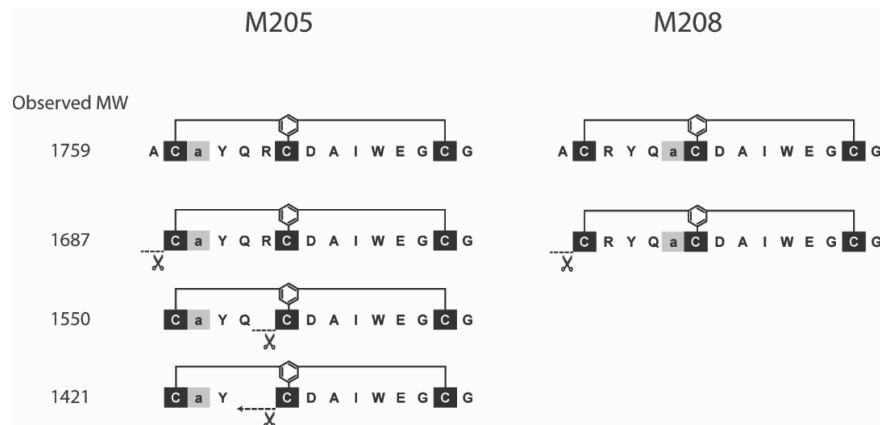 M205 M208
Observed MW
1759 A C a Y Q R C D A I W E G C G A C R Y Q a C D A I W E G C G
1687 C a Y Q R C D A I W E G C G C R Y Q a C D A I W E G C G
1550 C a Y Q C D A I W E G C G
1421 C a Y C D A I W E G C G